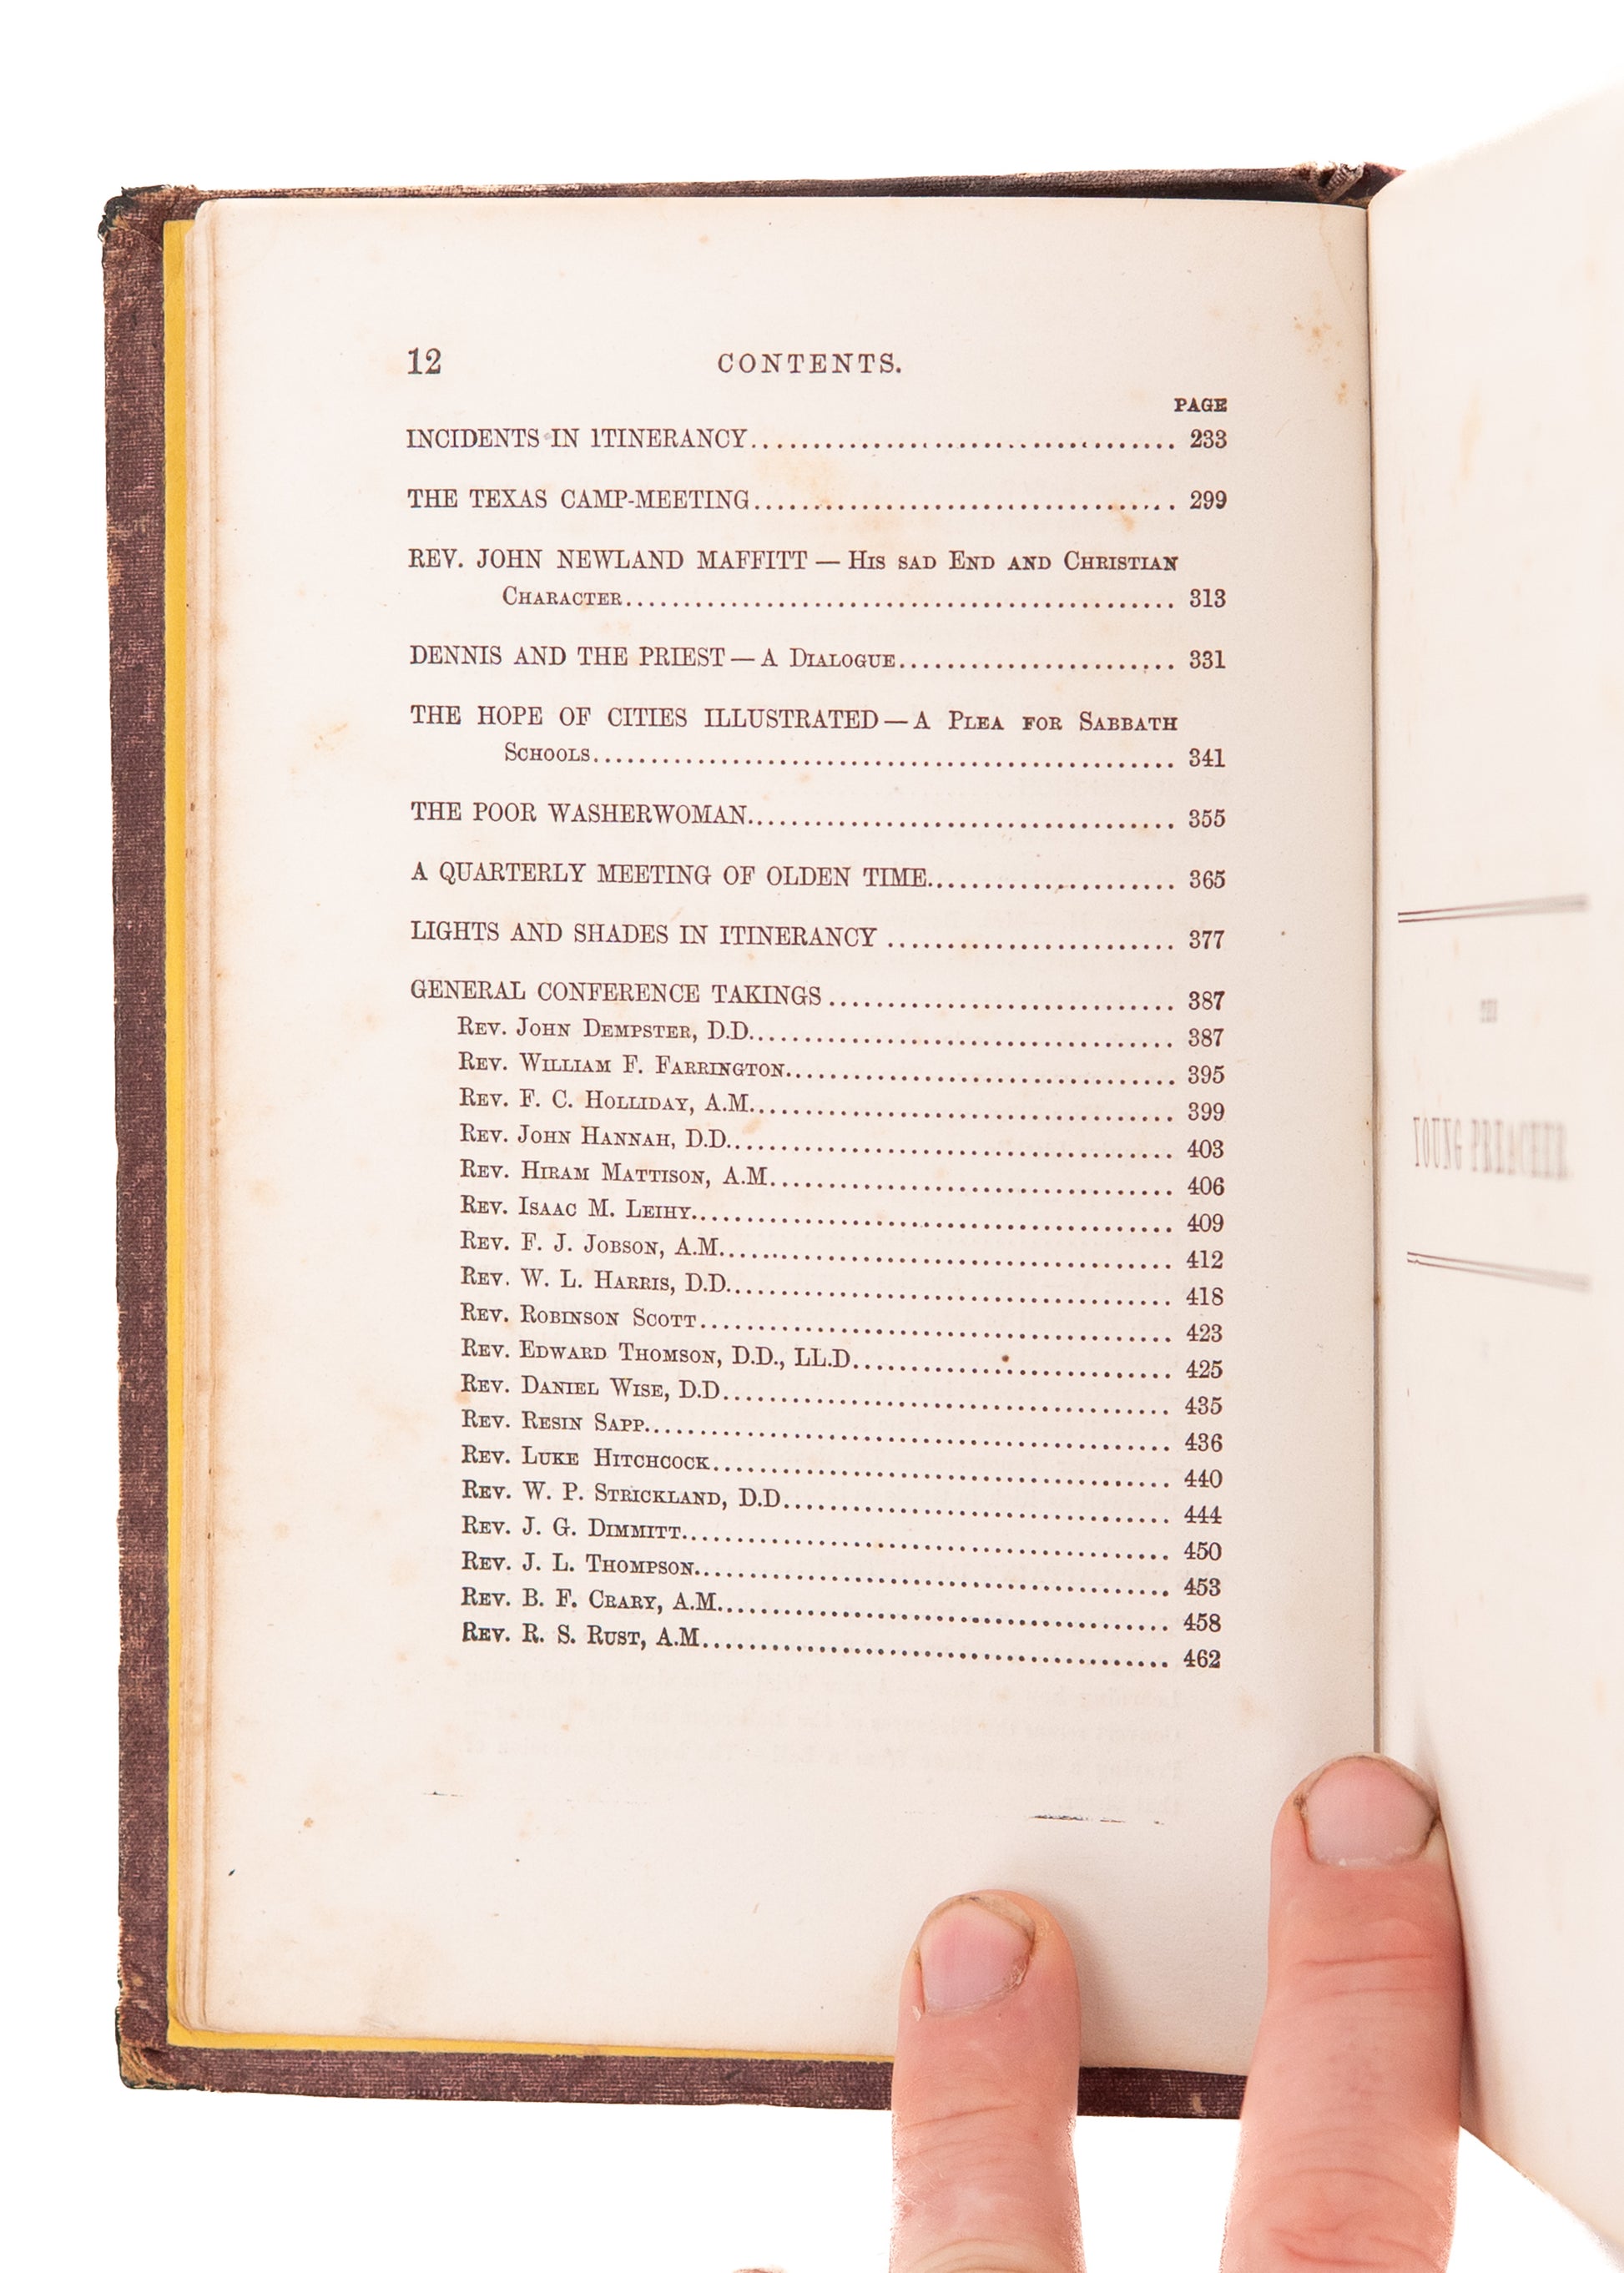 12 CONTENTS.
PAGE
INCIDENTS IN ITINERANCY........................................ 233
THE TEXAS CAMP-MEETING........................................ 299
REV. JOHN NEWLAND MAFFITT — HIS SAD END AND CHRISTIAN
CHARACTER........................................ 313
DENNIS AND THE PRIEST — A DIALOGUE........................ 331
THE HOPE OF CITIES ILLUSTRATED — A PLEA FOR SABBATH
SCHOOLS........................................ 341
THE POOR WASHERWOMAN........................................ 355
A QUARTERLY MEETING OF OLDEN TIME........................ 365
LIGHTS AND SHADES IN ITINERANCY ........................ 377
GENERAL CONFERENCE TAKINGS ........................ 387
REV. JOHN DEMPSTER, D.D........................................ 387
REV. WILLIAM F. FARRINGTON........................................ 395
REV. F. C. HOLLIDAY, A.M........................................ 399
REV. JOHN HANNAH, D.D........................................ 403
REV. HIRAM MATTISON, A.M........................................ 406
REV. ISAAC M. LEIHY........................................ 409
REV. F. J. JOBSON, A.M........................................ 412
REV. W. L. HARRIS, D.D........................................ 418
REV. ROBINSON SCOTT........................................ 423
REV. EDWARD THOMSON, D.D., LL.D........................ 425
REV. DANIEL WISE, D.D........................................ 435
REV. RESIN SAPP........................................ 436
REV. LUKE HITCHCOCK........................................ 440
REV. W. P. STRICKLAND, D.D........................................ 444
REV. J. G. DIMMITT........................................ 450
REV. J. L. THOMPSON........................................ 453
REV. B. F. CRARY, A.M........................................ 458
REV. R. S. RUST, A.M........................................ 462
THE
YOUNG PREACHER.